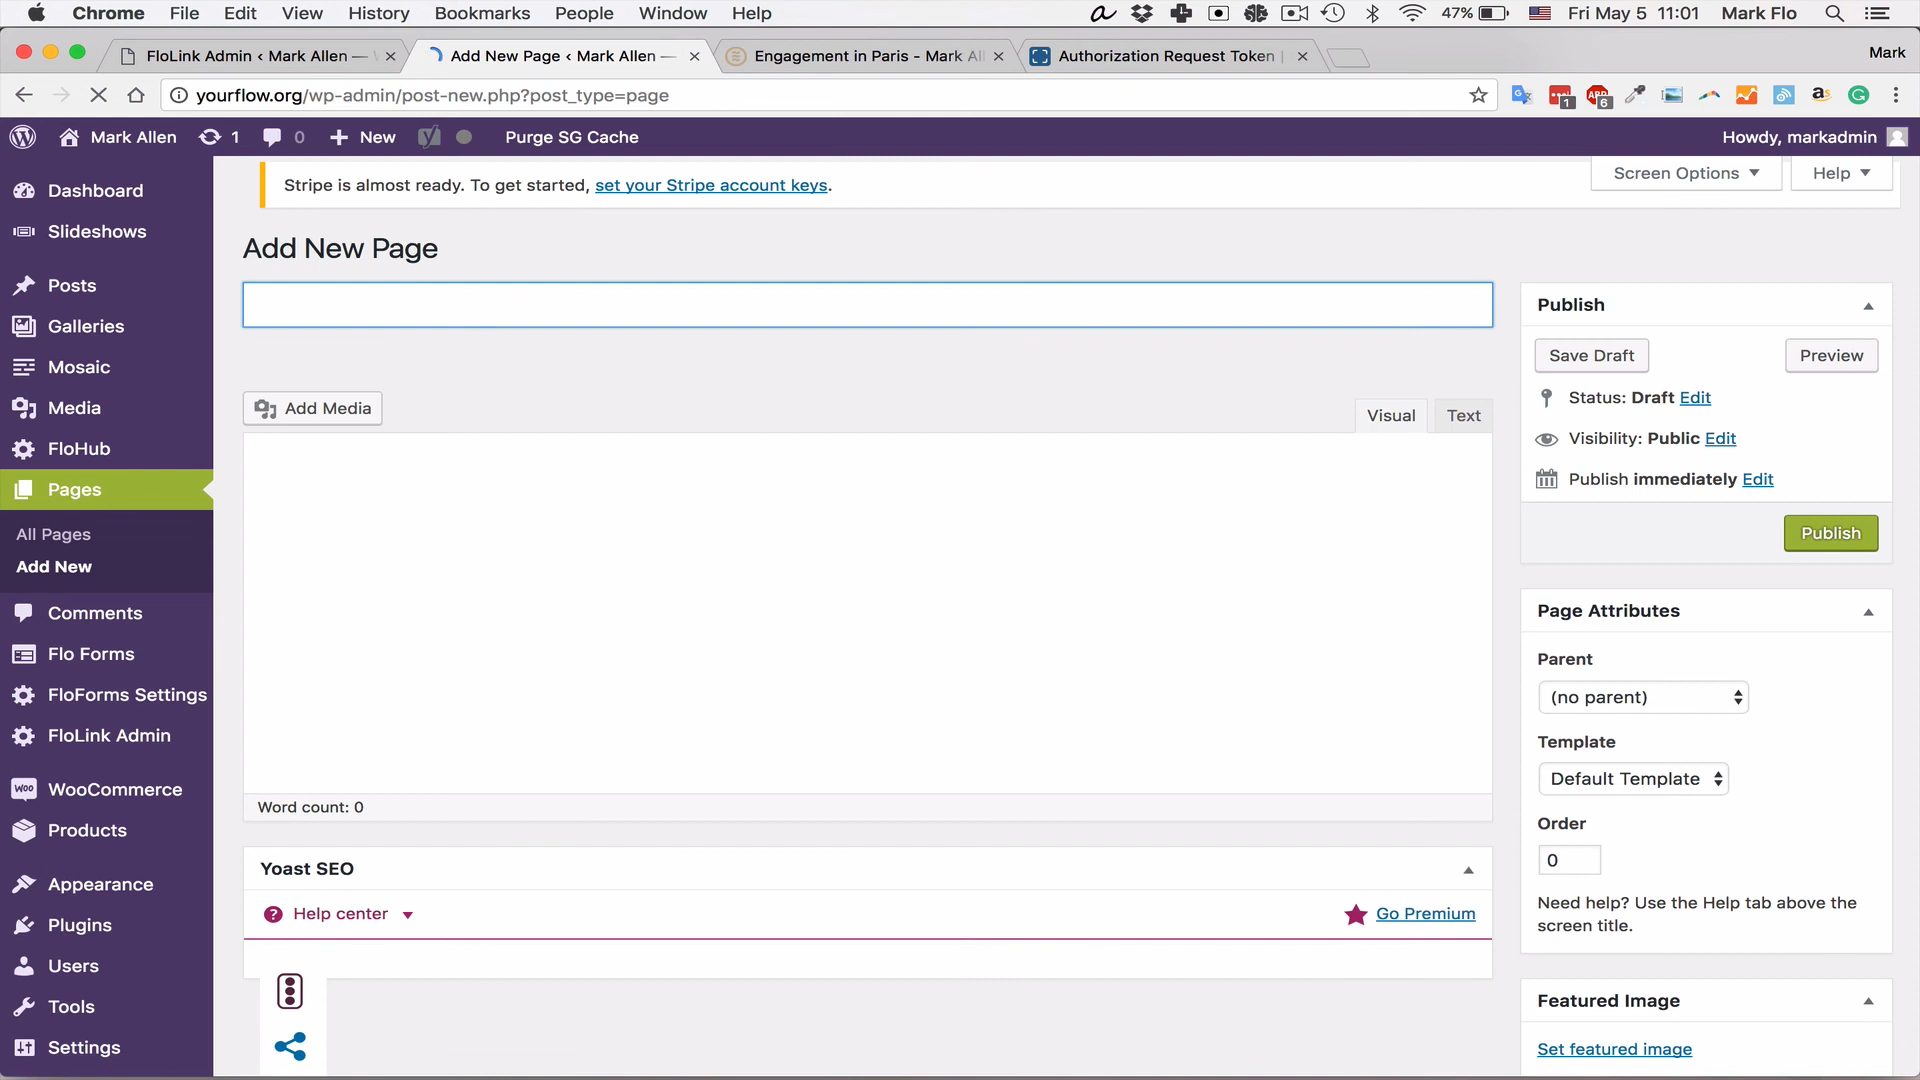 Chrome File Edit View History Bookmarks People Window Help 47% Fri May 5 11:01 Mark Flo
FloLink Admin ‹ Mark Allen — Add New Page ‹ Mark Allen — Engagement in Paris - Mark Al Authorization Request Token | Mark
yourflow.org/wp-admin/post-new.php?post_type=page 1 ABP 6 a
Mark Allen 1 0 New Purge SG Cache Howdy, markadmin
Dashboard
Slideshows
Posts
Galleries
Mosaic
Media
FloHub
Pages
All Pages
Add New
Comments
Flo Forms
FloForms Settings
FloLink Admin
Woo WooCommerce
Products
Appearance
Plugins
Users
Tools
Settings
Stripe is almost ready. To get started, set your Stripe account keys.
Screen Options Help
Add New Page
Add Media
Visual Text
Word count: 0
Yoast SEO
? Help center Go Premium
Publish
Save Draft Preview
Status: Draft Edit
Visibility: Public Edit
Publish immediately Edit
Publish
Page Attributes
Parent
(no parent)
Template
Default Template
Order
0
Need help? Use the Help tab above the
screen title.
Featured Image
Set featured image